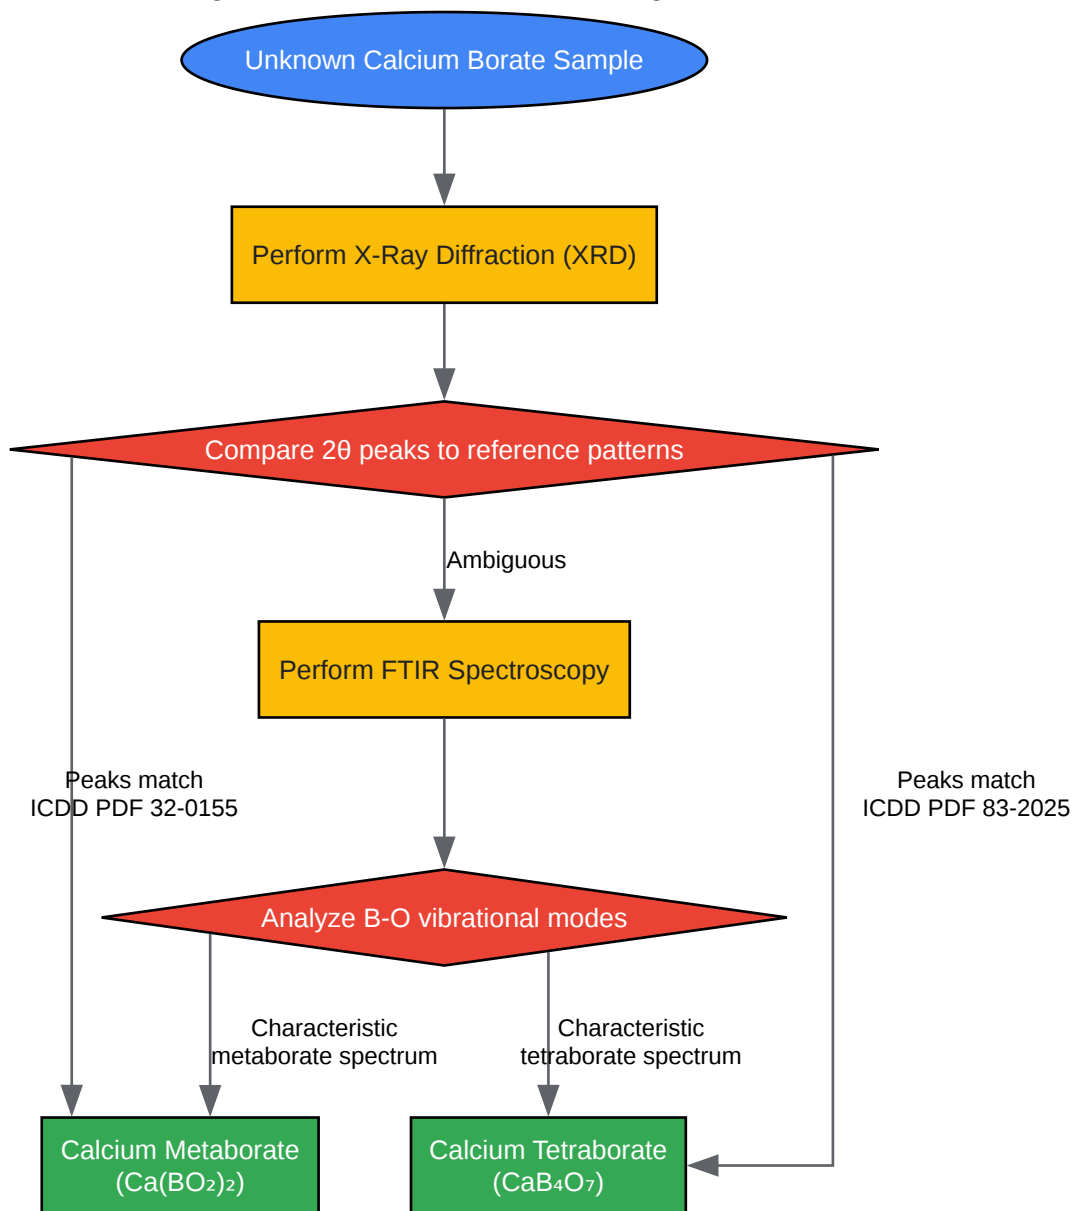 Unknown Calcium Borate Sample
Perform X-Ray Diffraction (XRD)
Compare 2θ peaks to reference patterns
Ambiguous
Perform FTIR Spectroscopy
Peaks match
ICDD PDF 32-0155
Peaks match
ICDD PDF 83-2025
Analyze B-O vibrational modes
Characteristic
metaborate spectrum
Characteristic
tetraborate spectrum
Calcium Metaborate
(Ca(BO₂)₂)
Calcium Tetraborate
(CaB₄O₇)